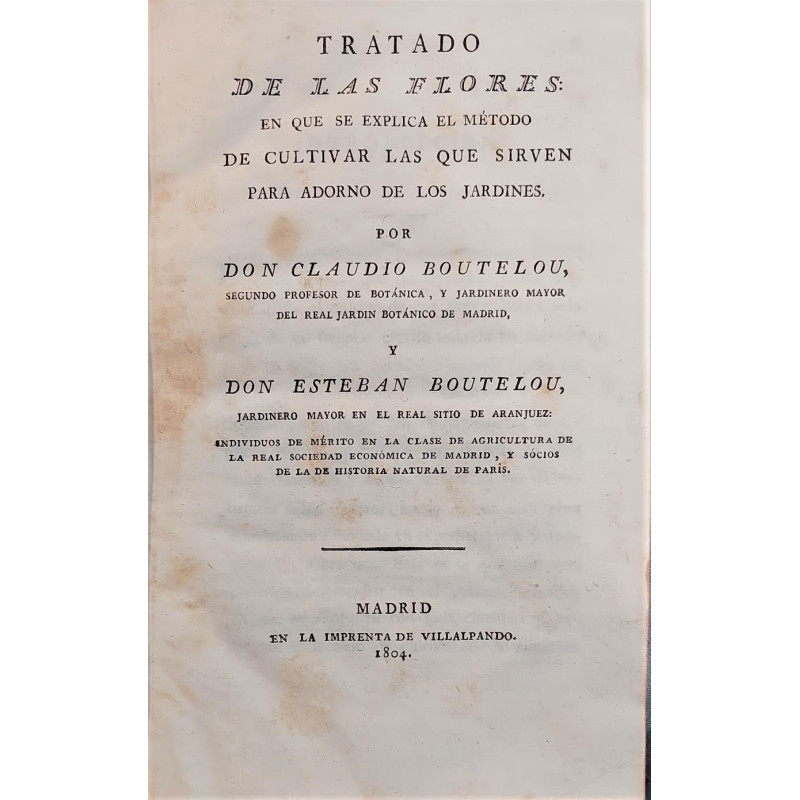 TRATADO
DE LAS FLORES:
EN QUE SE EXPLICA EL MÉTODO
DE CULTIVAR LAS QUE SIRVEN
PARA ADORNO DE LOS JARDINES.
POR
DON CLAUDIO BOUTELOU,
SEGUNDO PROFESOR DE BOTÁNICA, Y JARDINERO MAYOR
DEL REAL JARDIN BOTÁNICO DE MADRID,
Y
DON ESTEBAN BOUTELOU,
JARDINERO MAYOR EN EL REAL SITIO DE ARANJUEZ:
INDIVIDUOS DE MÉRITO EN LA CLASE DE AGRICULTURA DE
LA REAL SOCIEDAD ECONÓMICA DE MADRID, Y SÓCIOS
DE LA DE HISTORIA NATURAL DE PARÍS.
MADRID
EN LA IMPRENTA DE VILLALPANDO.
1804.